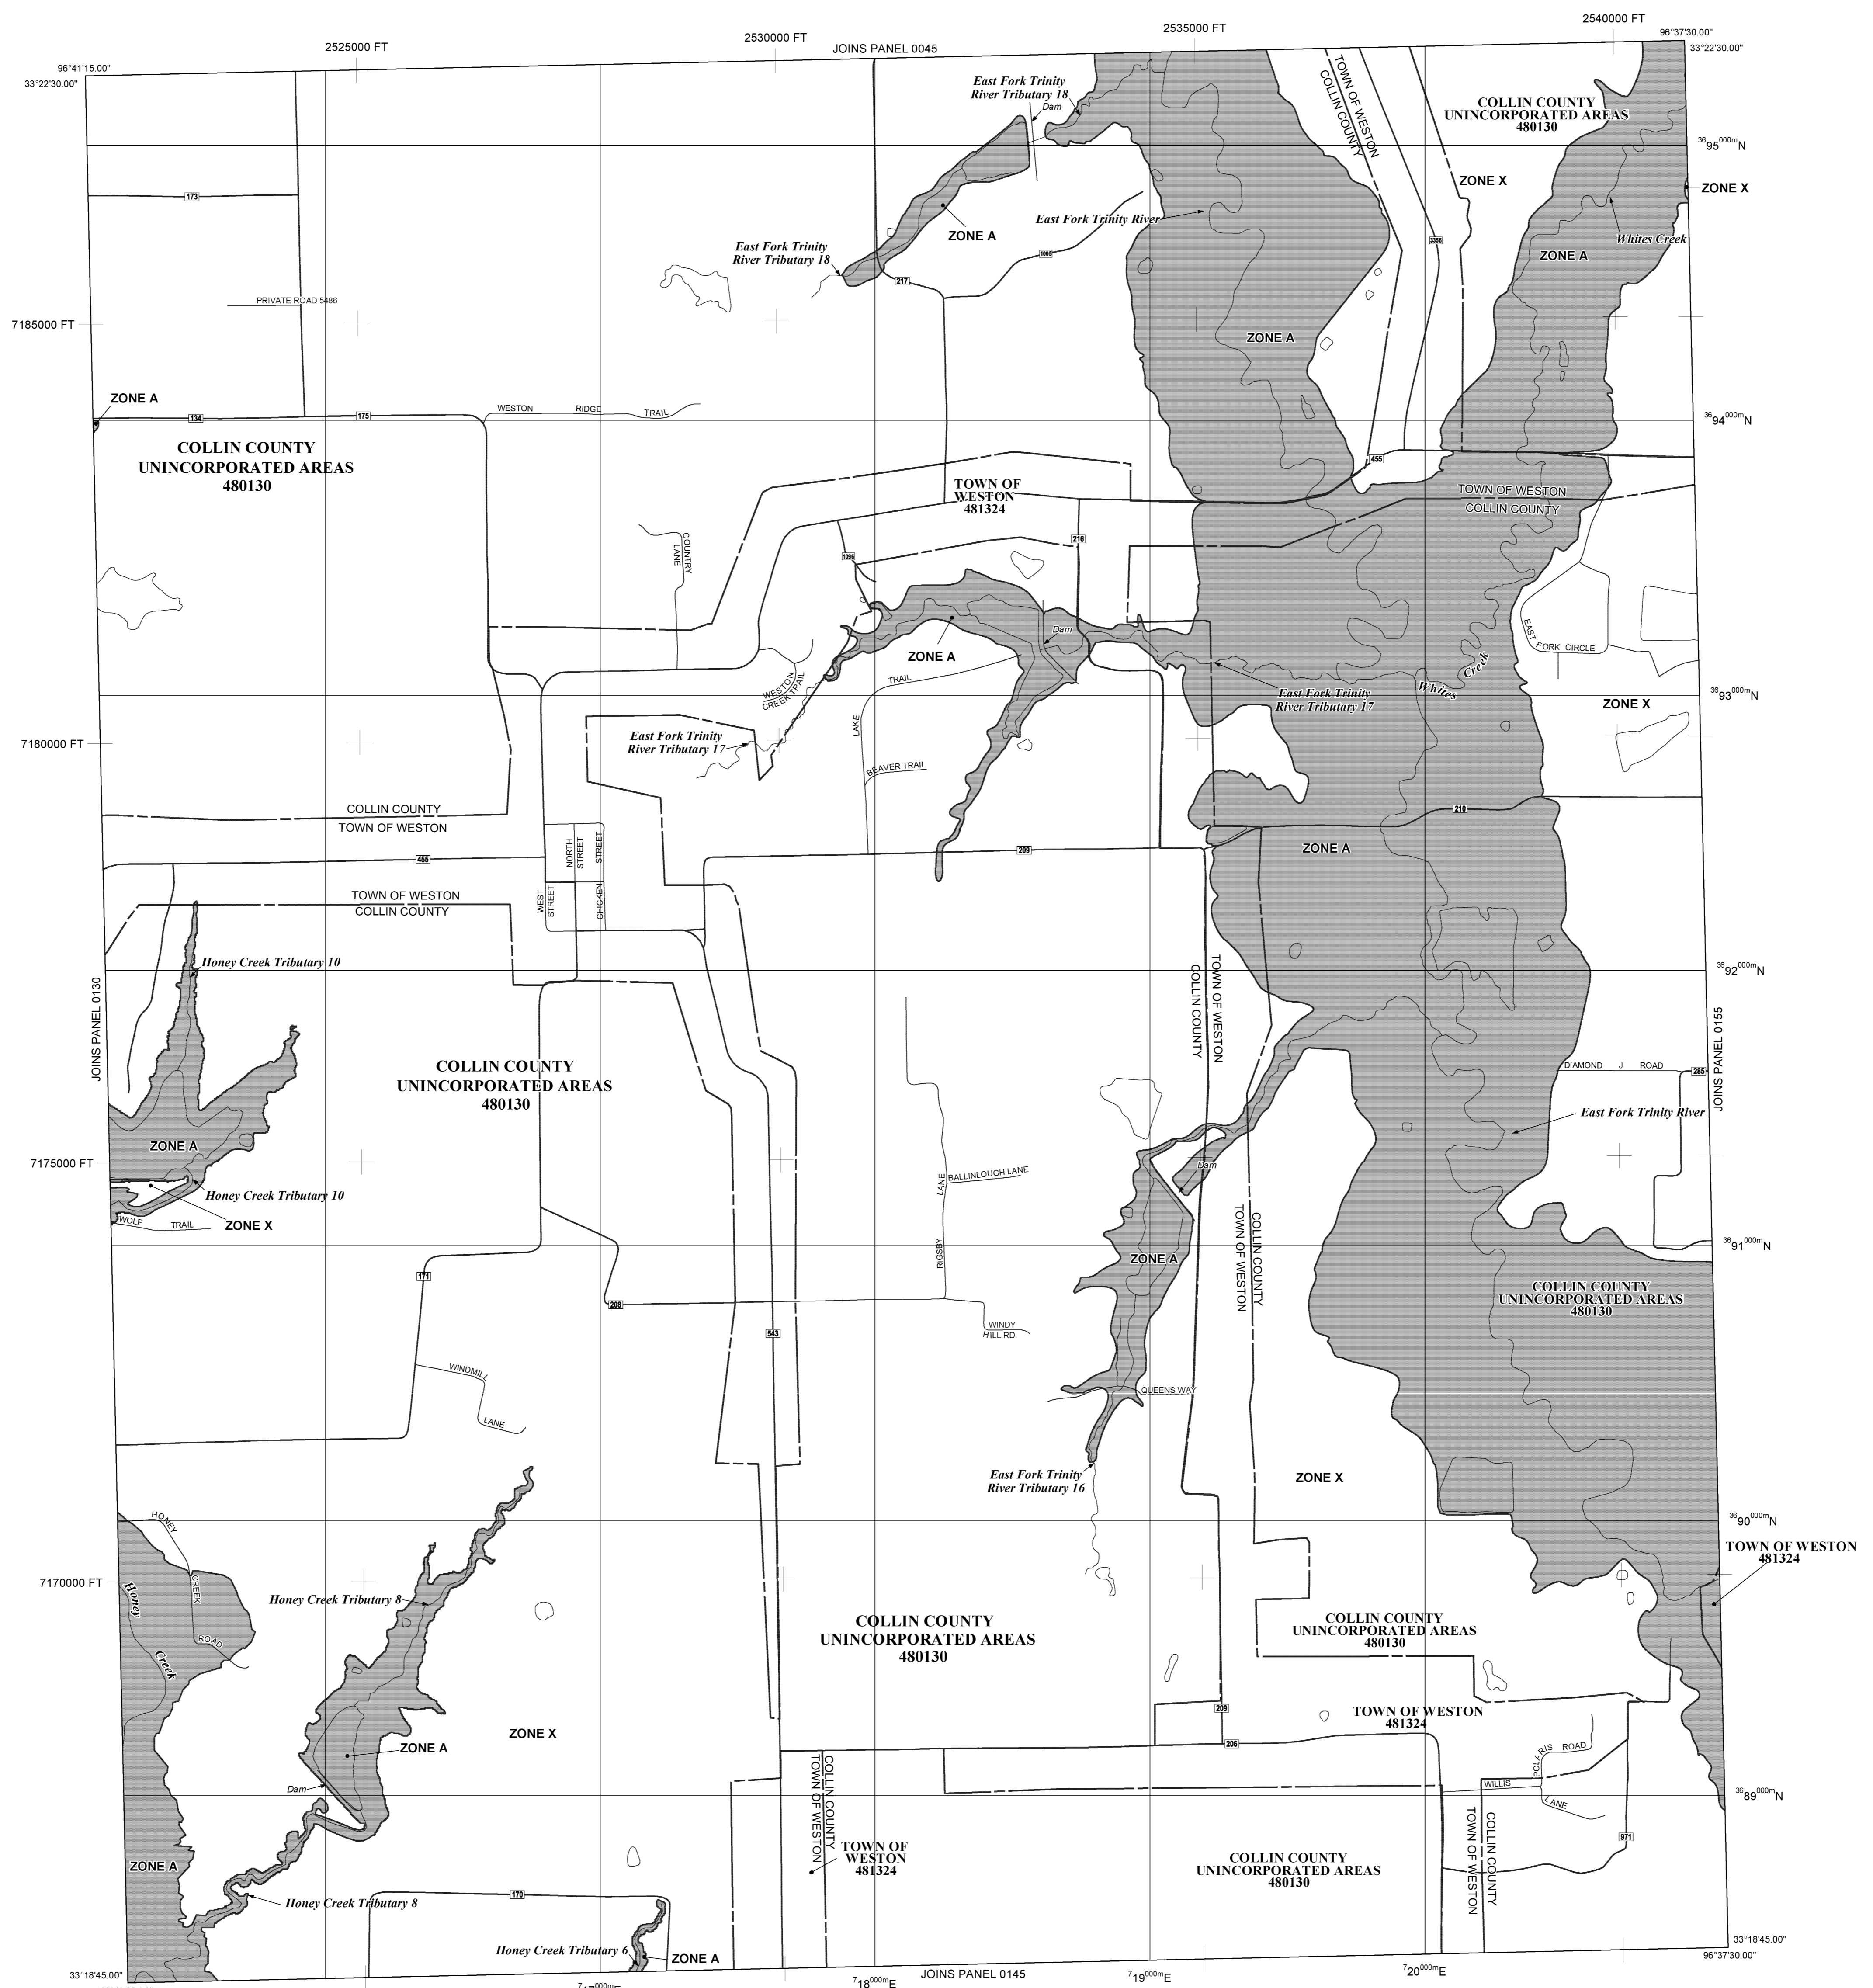 2540000 FT
2535000 FT
2530000 FT
2525000 FT
JOINS PANEL 0045
96°37'30.00"
33°22'30.00"
96°41'15.00"
33°22'30.00"
East Fork Trinity
River Tributary 18
Dam
TOWN OF WESTON
COLLIN COUNTY
COLLIN COUNTY
UNINCORPORATED AREAS
480130
3695000mN
ZONE X
ZONE X
173
East Fork Trinity River
ZONE A
1005
3356
Whites Creek
ZONE A
East Fork Trinity
River Tributary 18
217
PRIVATE ROAD 5486
7185000 FT
ZONE A
ZONE A
134
175
WESTON RIDGE TRAIL
3694000mN
COLLIN COUNTY
UNINCORPORATED AREAS
480130
455
TOWN OF
WESTON
481324
TOWN OF WESTON
COLLIN COUNTY
COUNTRY
LANE
216
1098
Dam
ZONE A
EAST
FORK CIRCLE
WESTON
CREEK TRAIL
TRAIL
LAKE
Whites Creek
East Fork Trinity
River Tributary 17
3693000mN
ZONE X
7180000 FT
East Fork Trinity
River Tributary 17
BEAVER TRAIL
COLLIN COUNTY
TOWN OF WESTON
210
NORTH
STREET
STREET
CHICKEN
WEST
STREET
455
209
ZONE A
TOWN OF WESTON
COLLIN COUNTY
Honey Creek Tributary 10
3692000mN
TOWN OF WESTON
COLLIN COUNTY
JOINS PANEL 0130
JOINS PANEL 0155
COLLIN COUNTY
UNINCORPORATED AREAS
480130
DIAMOND J ROAD
285
East Fork Trinity River
ZONE A
7175000 FT
Dam
BALLINLOUGH LANE
LANE
RIGSBY
Honey Creek Tributary 10
WOLF TRAIL
ZONE X
COLLIN COUNTY
TOWN OF WESTON
3691000mN
ZONE A
171
COLLIN COUNTY
UNINCORPORATED AREAS
480130
208
543
WINDY
HILL RD.
WINDMILL
LANE
QUEENS WAY
East Fork Trinity
River Tributary 16
ZONE X
HONEY
CREEK
ROAD
3690000mN
TOWN OF WESTON
481324
7170000 FT
Honey
Creek
Honey Creek Tributary 8
COLLIN COUNTY
UNINCORPORATED AREAS
480130
COLLIN COUNTY
UNINCORPORATED AREAS
480130
209
TOWN OF WESTON
481324
ZONE X
ZONE A
206
POLARIS ROAD
Dam
WILLIS
LANE
3689000mN
COLLIN COUNTY
TOWN OF WESTON
COLLIN COUNTY
TOWN OF WESTON
971
TOWN OF
WESTON
481324
COLLIN COUNTY
UNINCORPORATED AREAS
480130
ZONE A
170
Honey Creek Tributary 8
Honey Creek Tributary 6
ZONE A
33°18'45.00"
96°37'30.00"
33°18'45.00"
JOINS PANEL 0145
718000mE
719000mE
720000mE